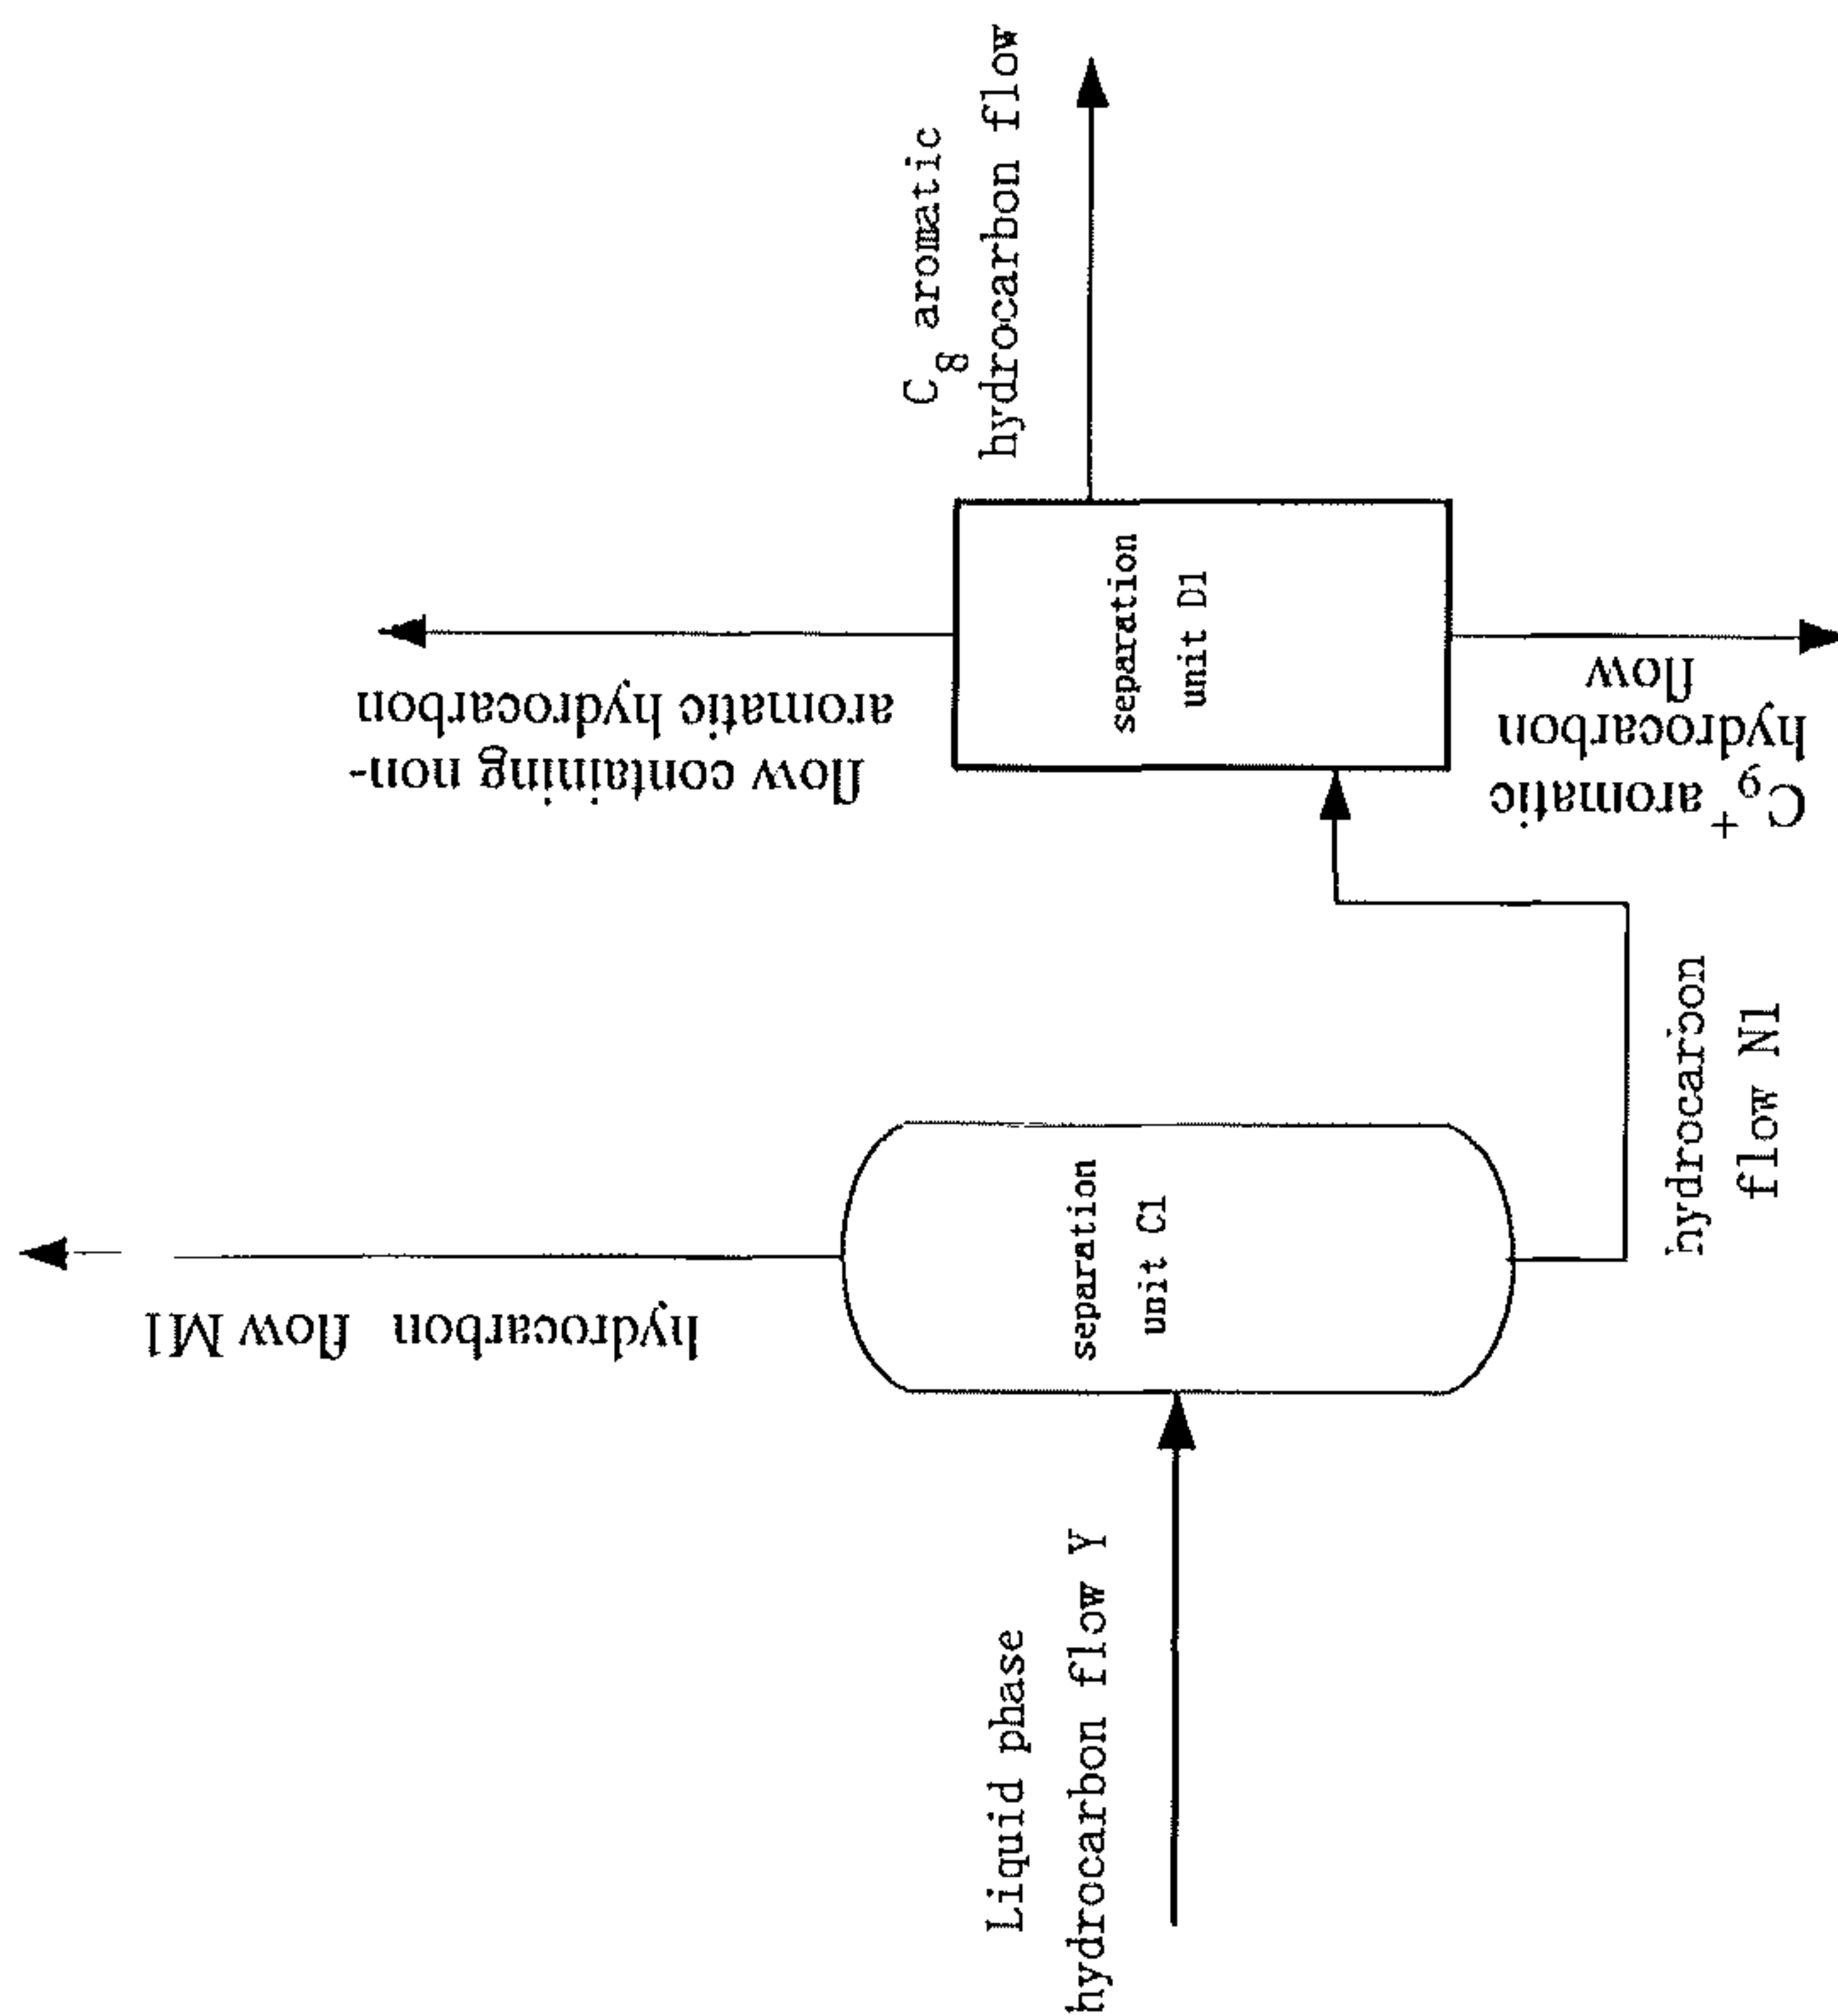 Liquid phase
hydrocarbon flow Y
hydrocarbon flow M1
separation
unit C1
hydrocarbon
flow N1
flow containing non-
aromatic hydrocarbon
separation
unit D1
C8 aromatic
hydrocarbon flow
C9+ aromatic
hydrocarbon
flow